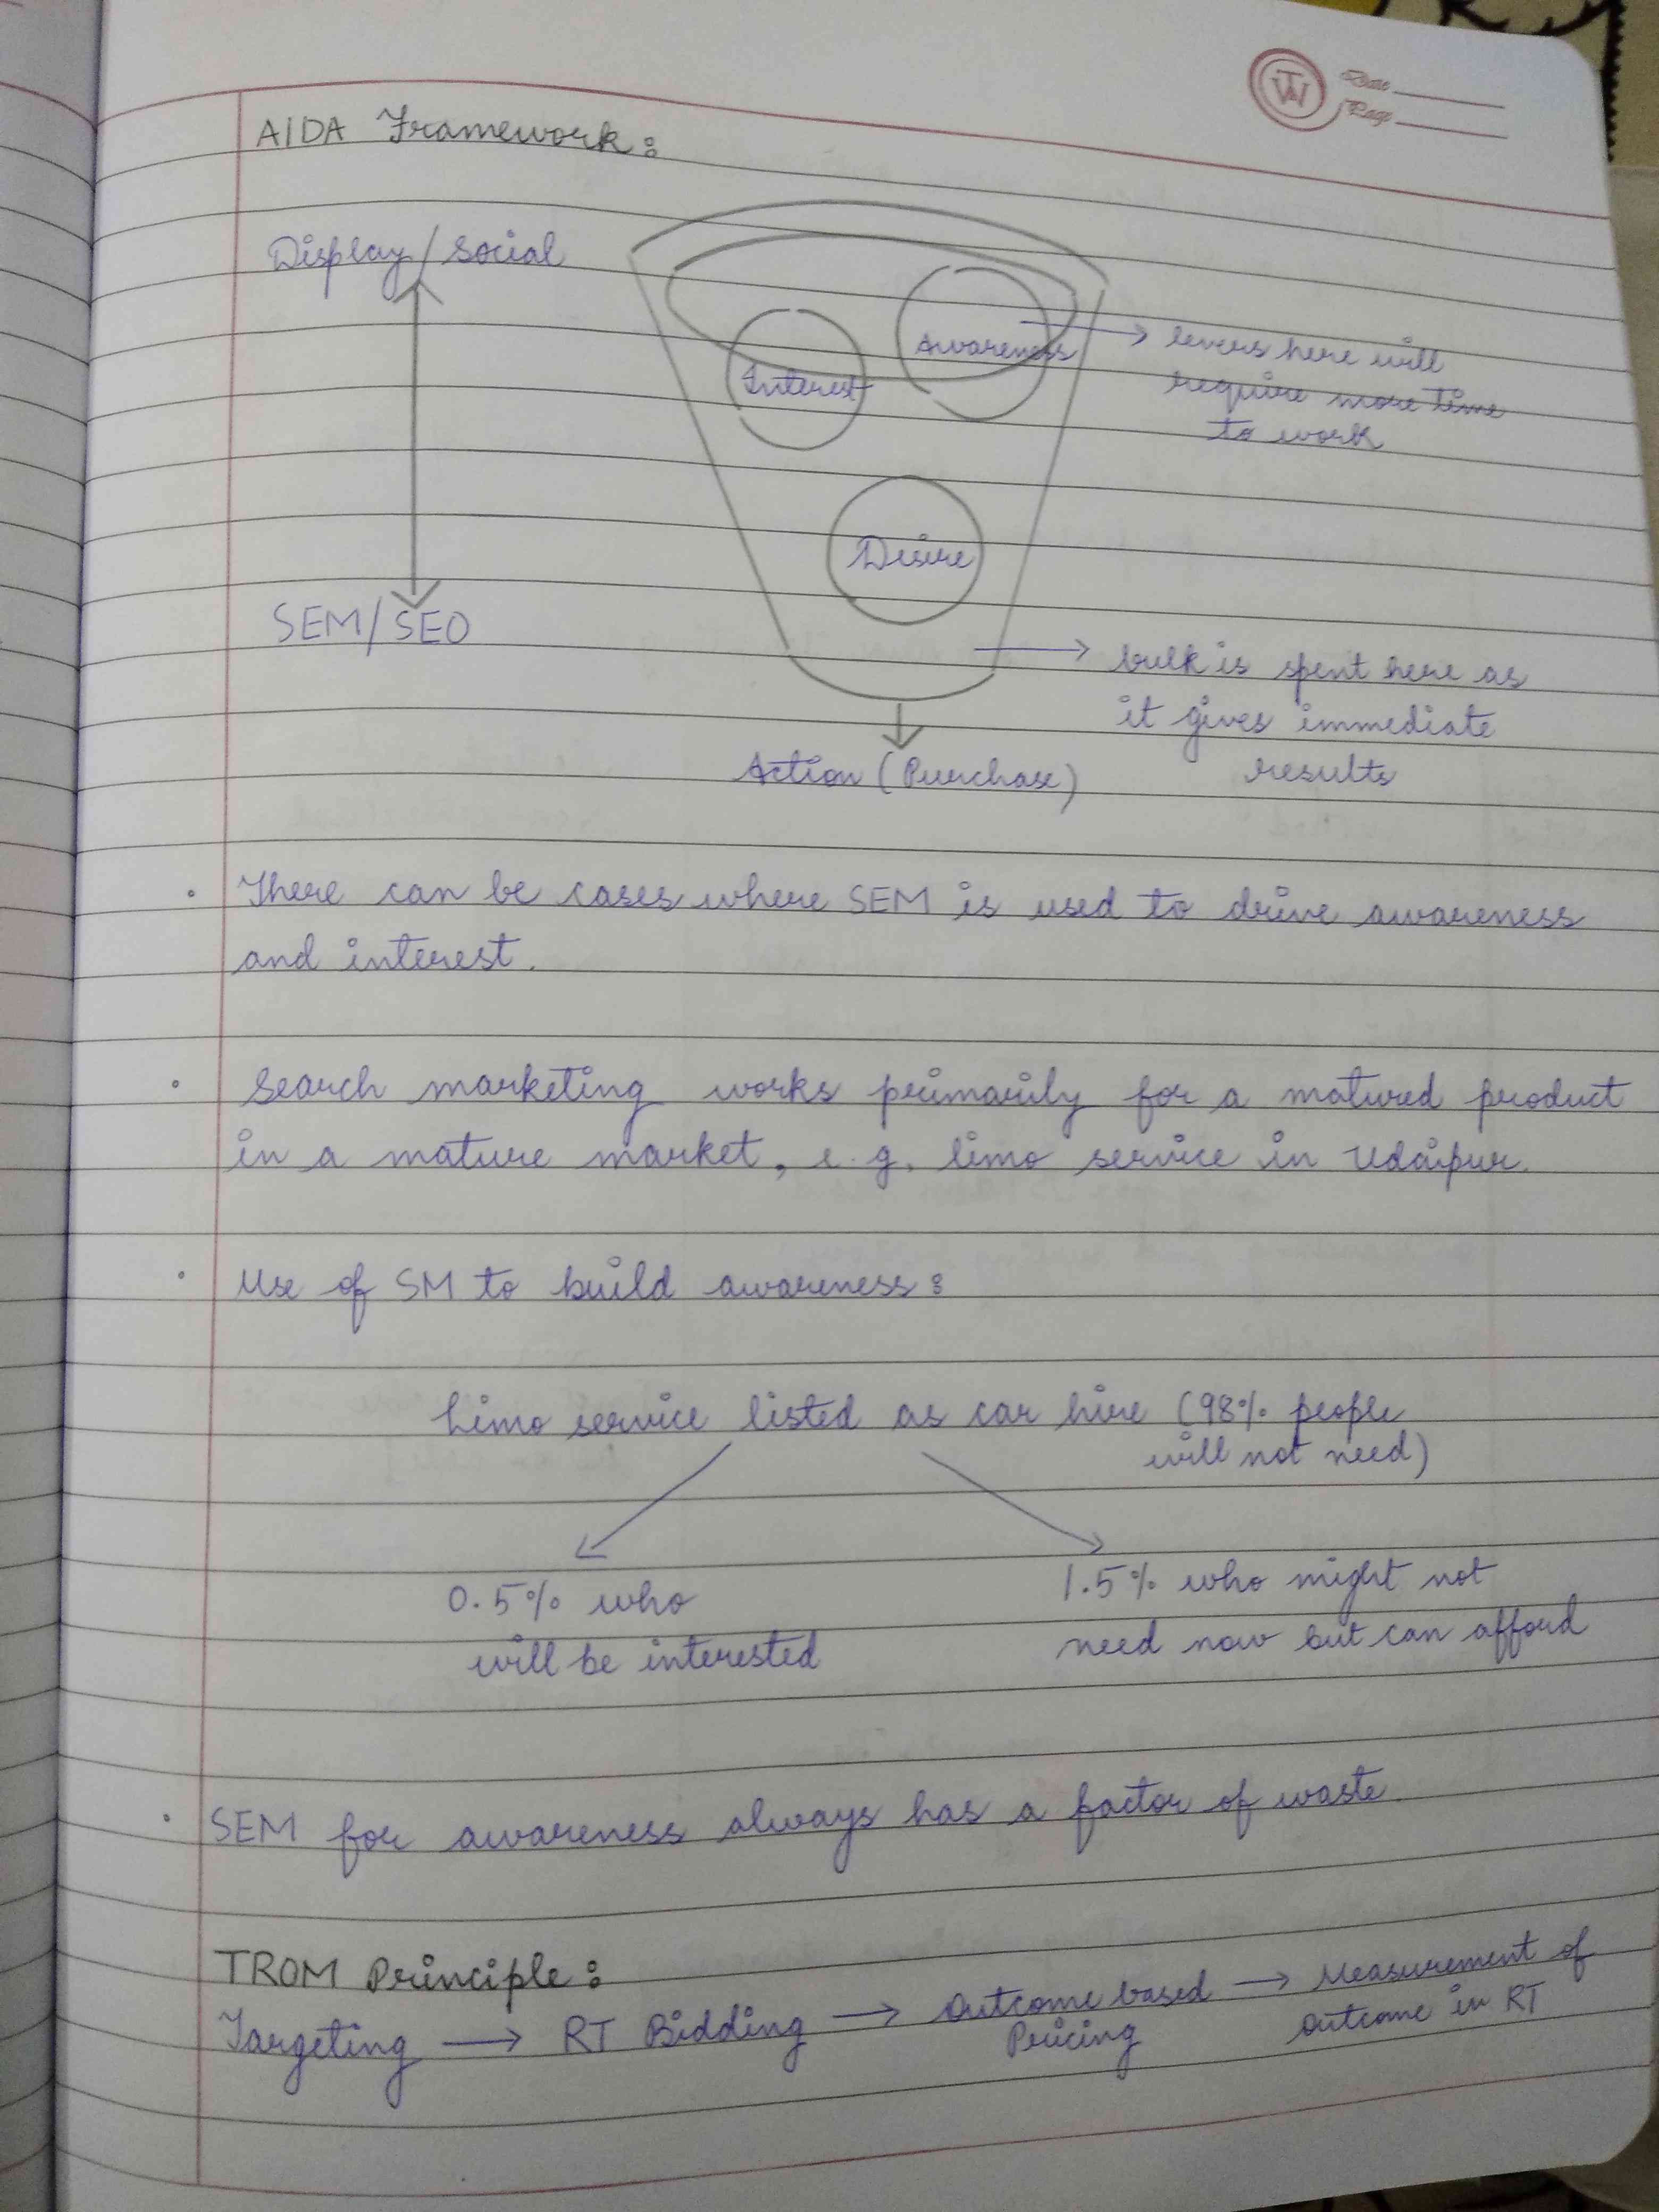 TW
Date
Page
AIDA Framework:
Display/Social
Awareness
Interest
levers here will
require more time
to work
Desire
SEM/SEO
bulk is spent here as
it gives immediate
results
Action (Purchase)
• There can be cases where SEM is used to drive awareness
and interest.
• Search marketing works primarily for a matured product
in a mature market, e.g. limo service in Udaipur.
• Use of SM to build awareness:
Limo service listed as car hire (98% people
will not need)
0.5% who
will be interested
1.5% who might not
need now but can afford
• SEM for awareness always has a factor of waste.
TROM Principle:
Targeting → RT Bidding → Outcome based → Measurement of
Pricing outcome in RT